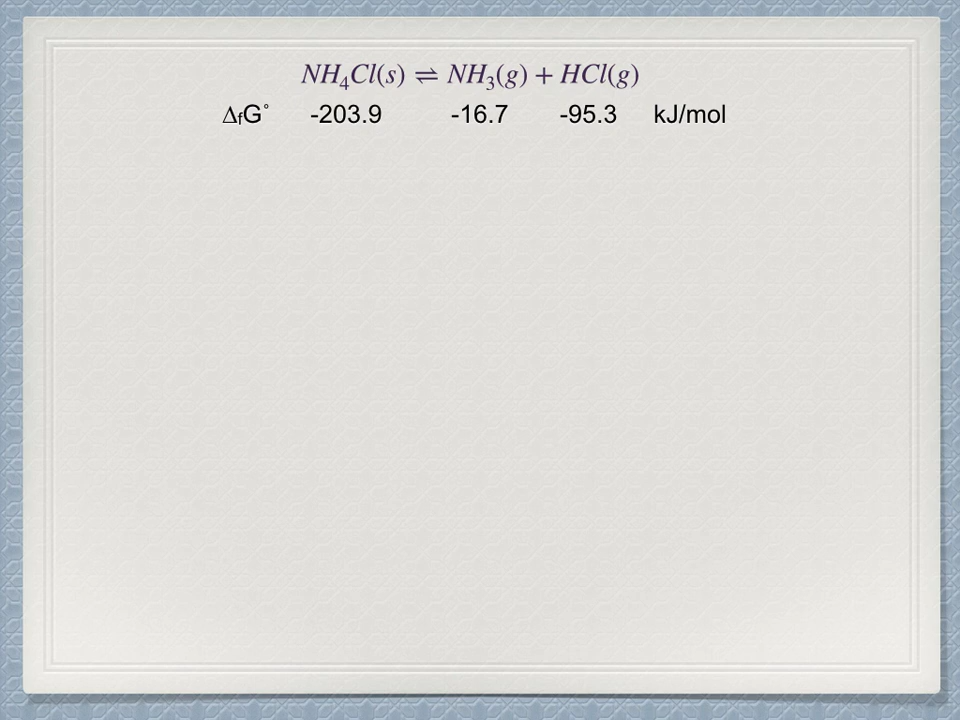 NH₄Cl(s) ⇌ NH₃(g) + HCl(g)
ΔfG° -203.9 -16.7 -95.3 kJ/mol